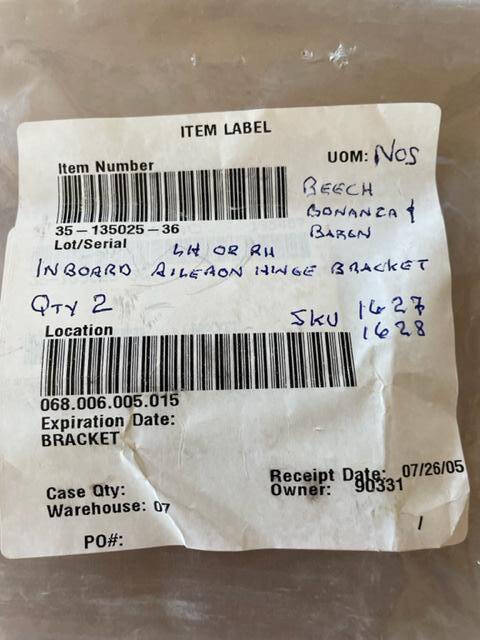 ITEM LABEL
Item Number
UOM: NOS
35-135025-36
BEECH
BONANZA &
BARON
Lot/Serial
LH OR RH
INBOARD AILERON HINGE BRACKET
QTY 2
SKU 1627
1628
Location
068.006.005.015
Expiration Date:
BRACKET
Receipt Date: 07/26/05
Case Qty:
Owner: 90331
Warehouse: 07
PO#:
/